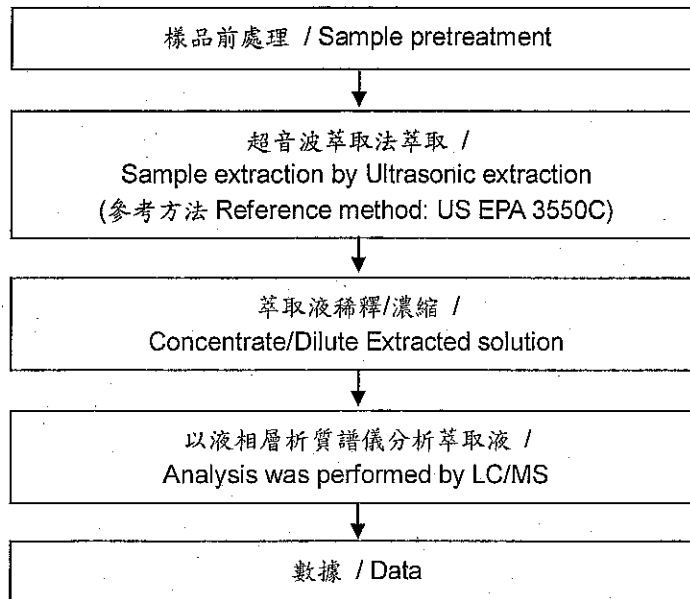 樣品前處理 / Sample pretreatment
超音波萃取法萃取 /
Sample extraction by Ultrasonic extraction
(參考方法 Reference method: US EPA 3550C)
萃取液稀釋/濃縮 /
Concentrate/Dilute Extracted solution
以液相層析質譜儀分析萃取液 /
Analysis was performed by LC/MS
數據 / Data